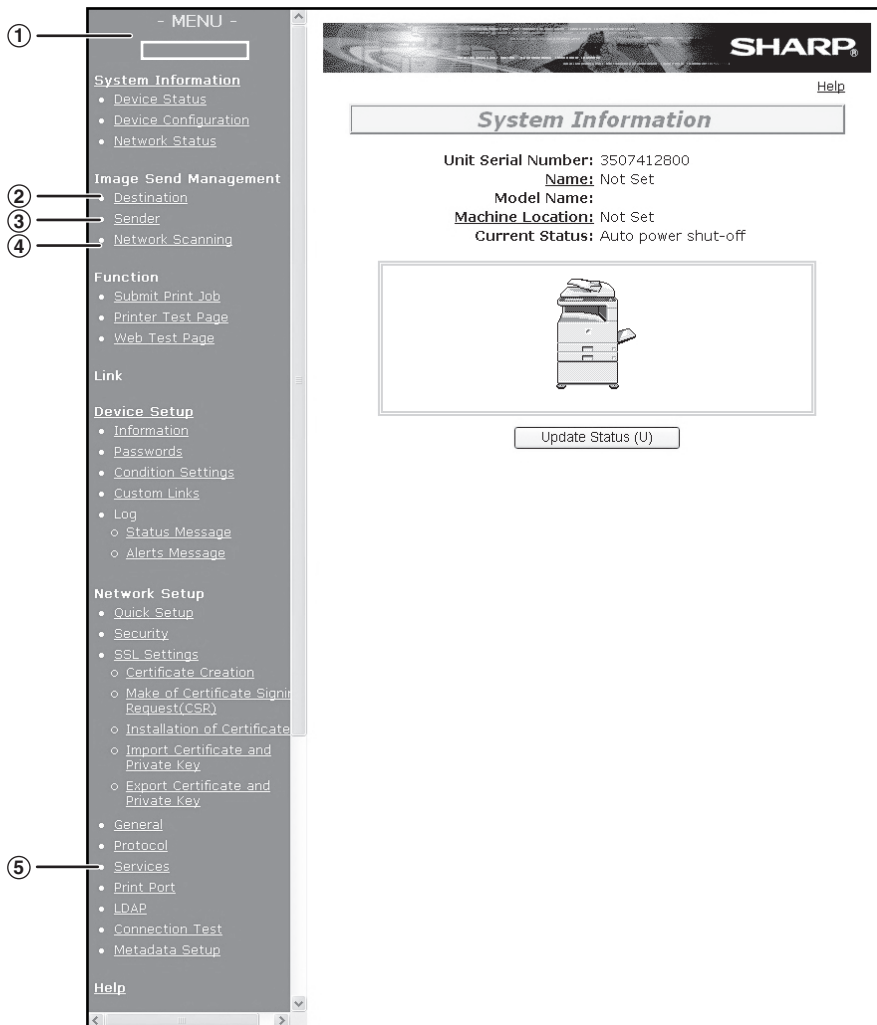 - MENU -
System Information
Device Status
Device Configuration
Network Status
Image Send Management
Destination
Sender
Network Scanning
Function
Submit Print Job
Printer Test Page
Web Test Page
Link
Device Setup
Information
Passwords
Condition Settings
Custom Links
Log
Status Message
Alerts Message
Network Setup
Quick Setup
Security
SSL Settings
Certificate Creation
Make of Certificate Signin
Request(CSR)
Installation of Certificate
Import Certificate and
Private Key
Export Certificate and
Private Key
General
Protocol
Services
Print Port
LDAP
Connection Test
Metadata Setup
Help
1
2
3
4
5
SHARP®
Help
System Information
Unit Serial Number: 3507412800
Name: Not Set
Model Name:
Machine Location: Not Set
Current Status: Auto power shut-off
Update Status (U)